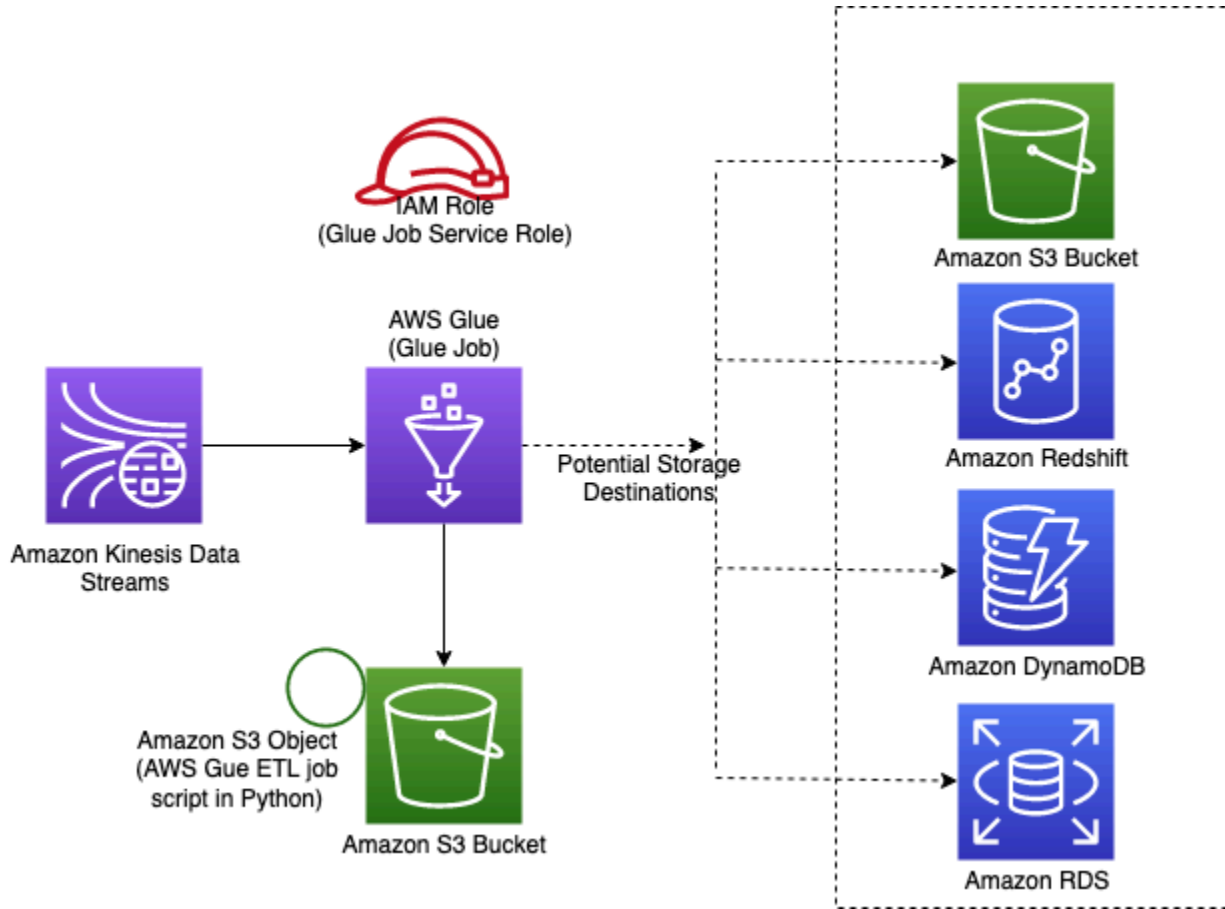 IAM Role
(Glue Job Service Role)
AWS Glue
(Glue Job)
Amazon Kinesis Data
Streams
Potential Storage
Destinations
Amazon S3 Object
(AWS Gue ETL job
script in Python)
Amazon S3 Bucket
Amazon S3 Bucket
Amazon Redshift
Amazon DynamoDB
Amazon RDS